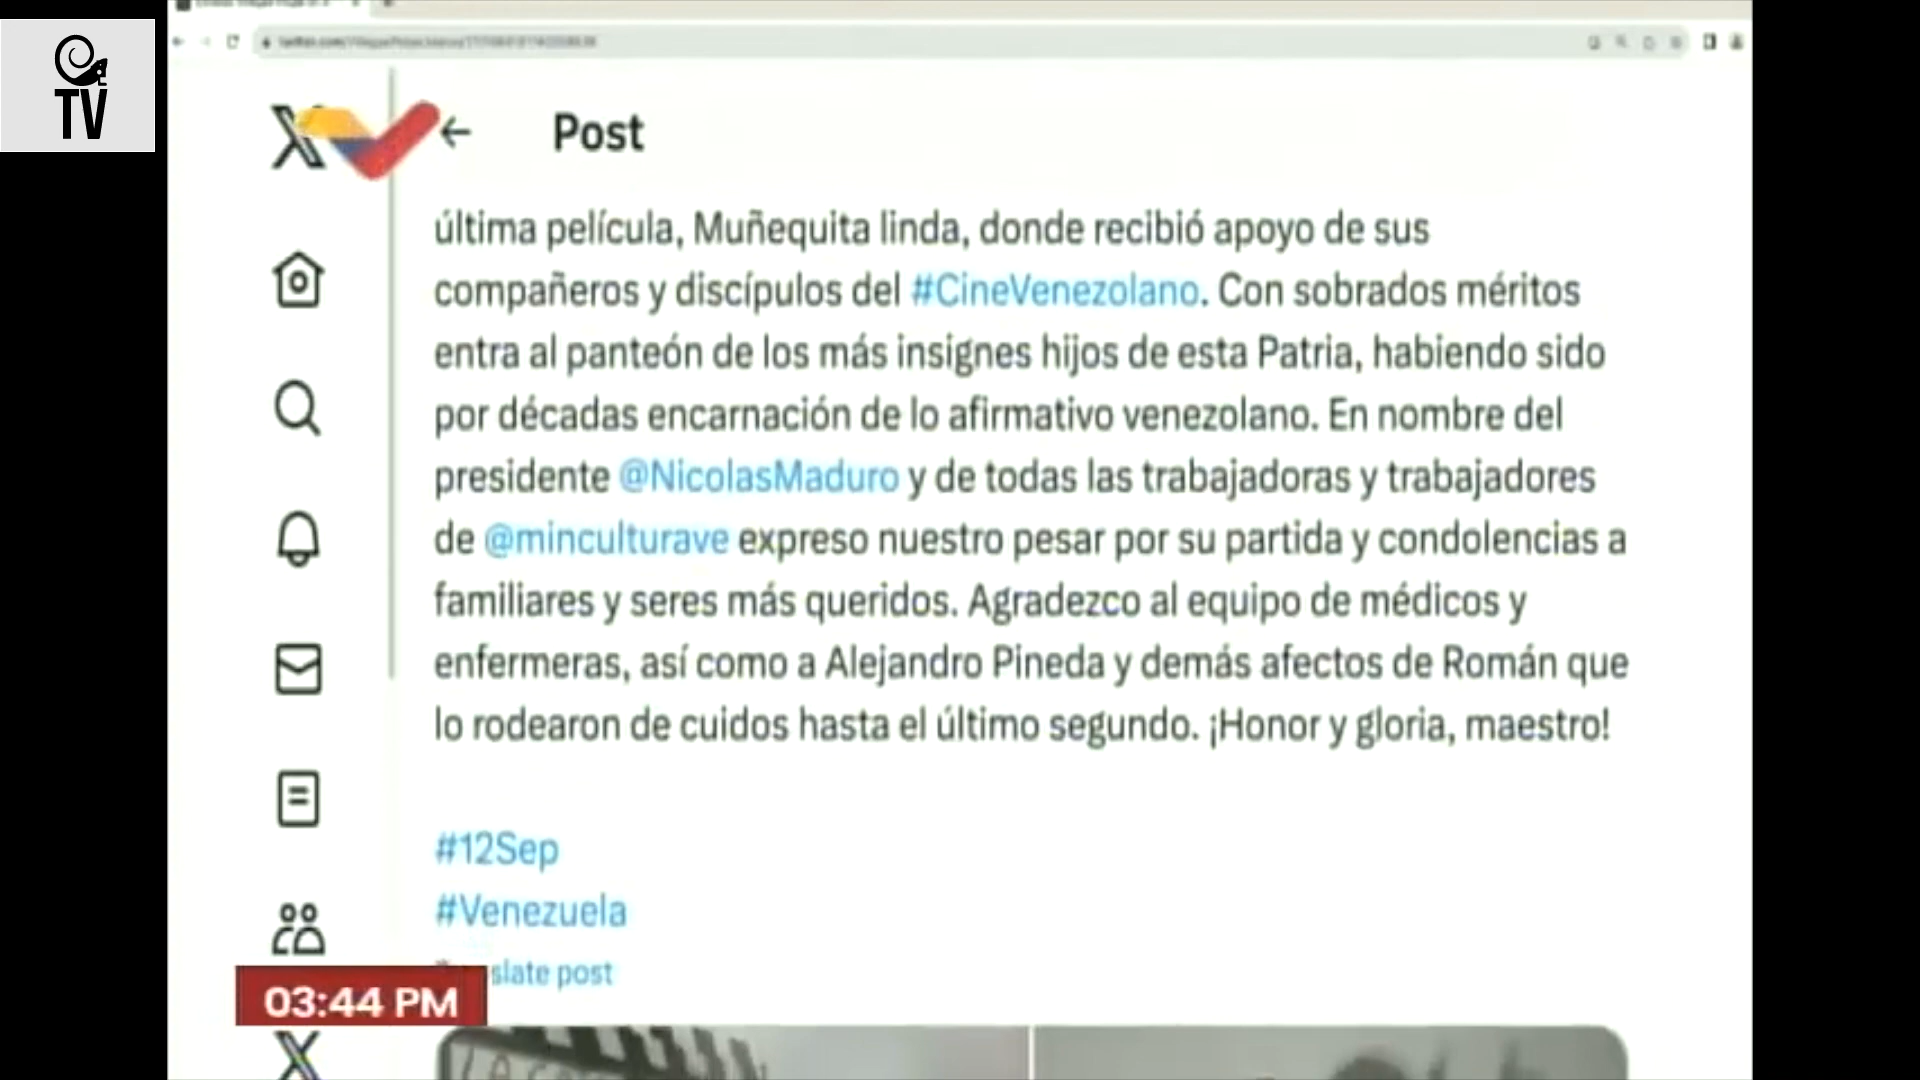 TV
Post
última película, Muñequita linda, donde recibió apoyo de sus
compañeros y discípulos del #CineVenezolano. Con sobrados méritos
entra al panteón de los más insignes hijos de esta Patria, habiendo sido
por décadas encarnación de lo afirmativo venezolano. En nombre del
presidente @NicolasMaduro y de todas las trabajadoras y trabajadores
de @minculturave expreso nuestro pesar por su partida y condolencias a
familiares y seres más queridos. Agradezco al equipo de médicos y
enfermeras, así como a Alejandro Pineda y demás afectos de Román que
lo rodearon de cuidos hasta el último segundo. ¡Honor y gloria, maestro!
#12Sep
#Venezuela
slate post
03:44 PM